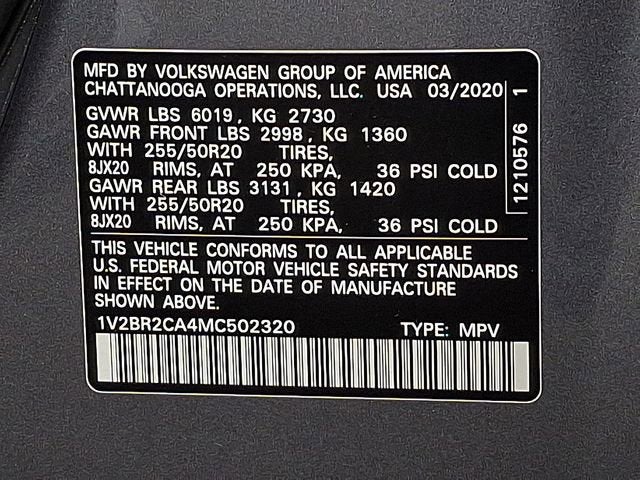 MFD BY VOLKSWAGEN GROUP OF AMERICA
CHATTANOOGA OPERATIONS, LLC. USA 03/2020
GVWR LBS 6019, KG 2730
GAWR FRONT LBS 2998, KG 1360
WITH 255/50R20 TIRES,
8JX20 RIMS, AT 250 KPA, 36 PSI COLD
GAWR REAR LBS 3131, KG 1420
WITH 255/50R20 TIRES,
8JX20 RIMS, AT 250 KPA, 36 PSI COLD
THIS VEHICLE CONFORMS TO ALL APPLICABLE
U.S. FEDERAL MOTOR VEHICLE SAFETY STANDARDS
IN EFFECT ON THE DATE OF MANUFACTURE
SHOWN ABOVE.
1V2BR2CA4MC502320 TYPE: MPV
1210576 1